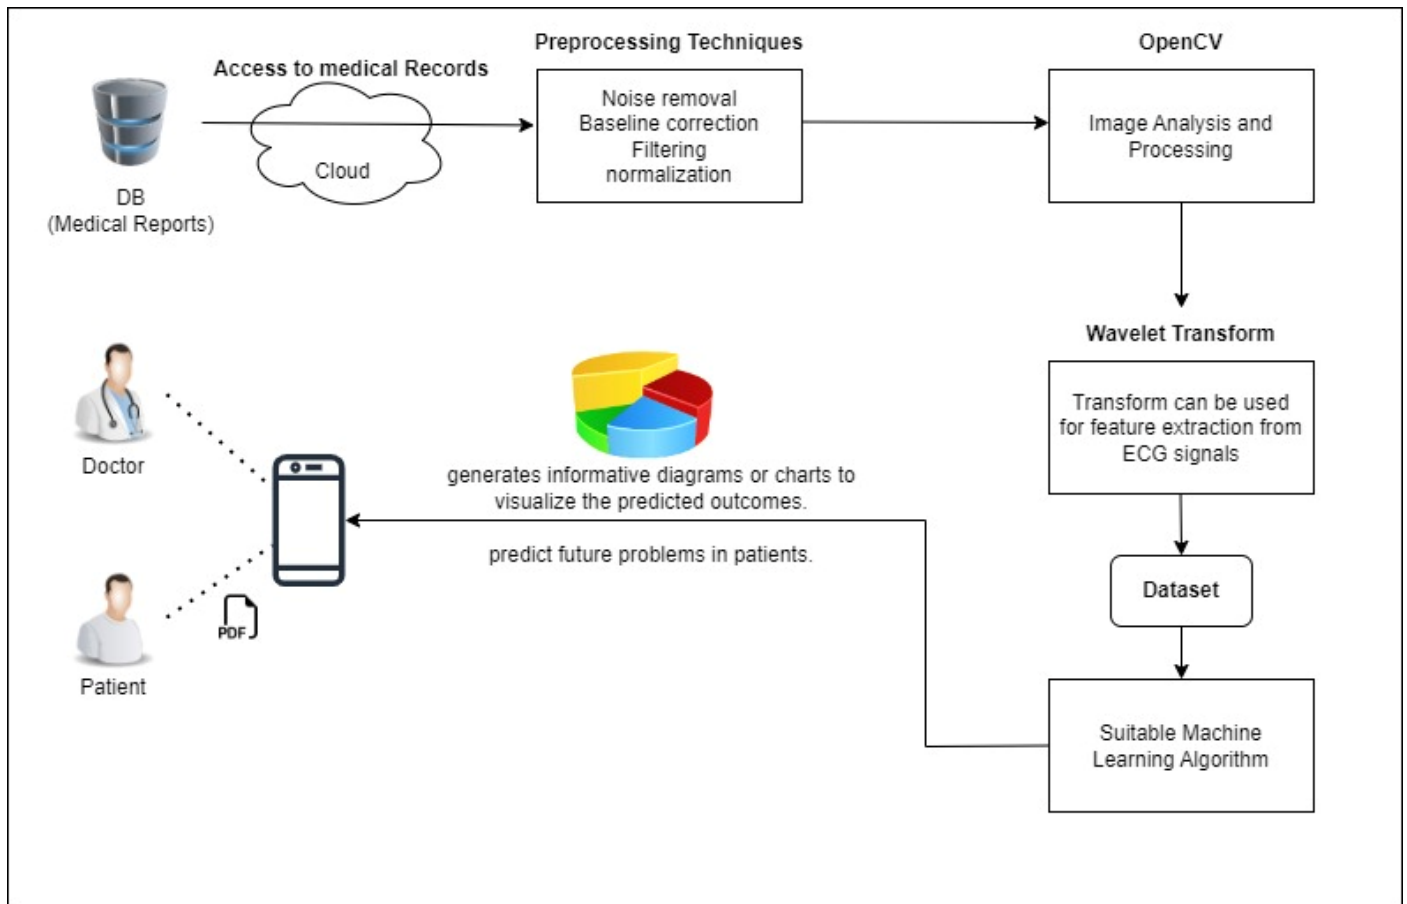 Preprocessing Techniques
OpenCV
Access to medical Records
Noise removal
Baseline correction
Filtering
normalization
Image Analysis and
Processing
Cloud
DB
(Medical Reports)
Wavelet Transform
Transform can be used
for feature extraction from
ECG signals
Doctor
generates informative diagrams or charts to
visualize the predicted outcomes.
predict future problems in patients.
Dataset
PDF
Patient
Suitable Machine
Learning Algorithm